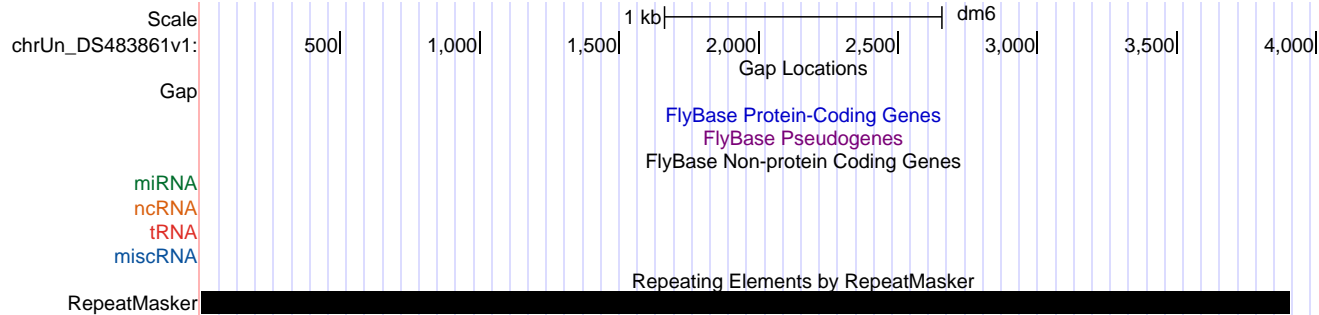 Scale 1 kb dm6
chrUn_DS483861v1: 500 1,000 1,500 2,000 2,500 3,000 3,500 4,000
Gap Locations
Gap
FlyBase Protein-Coding Genes
FlyBase Pseudogenes
FlyBase Non-protein Coding Genes
miRNA
ncRNA
tRNA
miscRNA
Repeating Elements by RepeatMasker
RepeatMasker